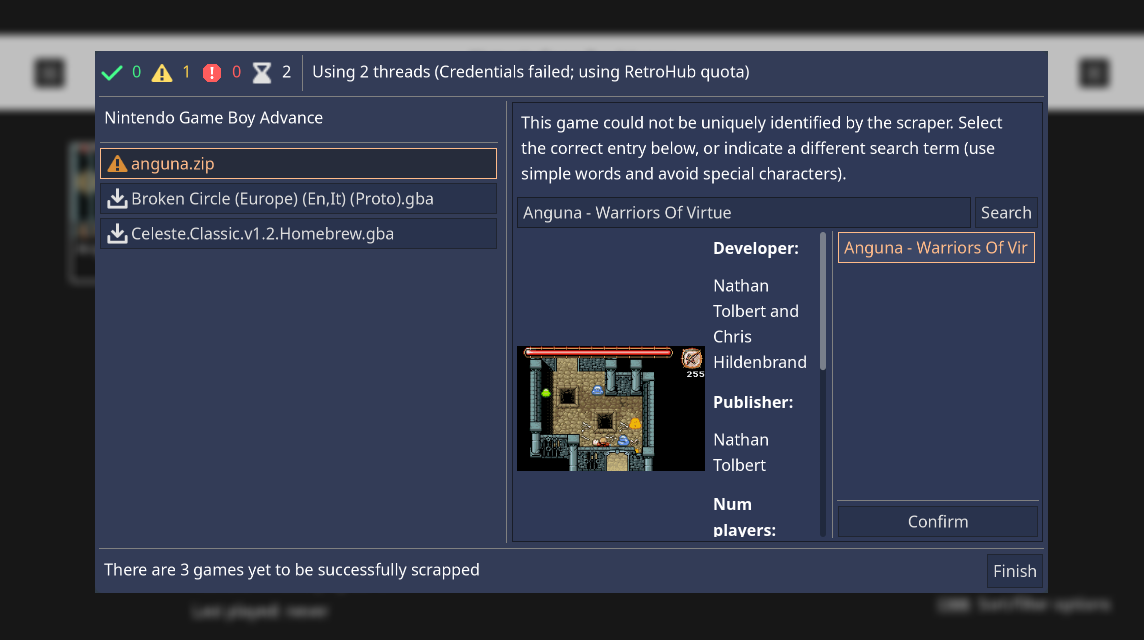 0 1 0 2 Using 2 threads (Credentials failed; using RetroHub quota)
Nintendo Game Boy Advance
anguna.zip
Broken Circle (Europe) (En,It) (Proto).gba
Celeste.Classic.v1.2.Homebrew.gba
This game could not be uniquely identified by the scraper. Select
the correct entry below, or indicate a different search term (use
simple words and avoid special characters).
Anguna - Warriors Of Virtue
Search
255
Developer:
Nathan
Tolbert and
Chris
Hildenbrand
Publisher:
Nathan
Tolbert
Num
players:
Anguna - Warriors Of Vir
Confirm
There are 3 games yet to be successfully scrapped
Finish
Last played: never
Sort/filter options